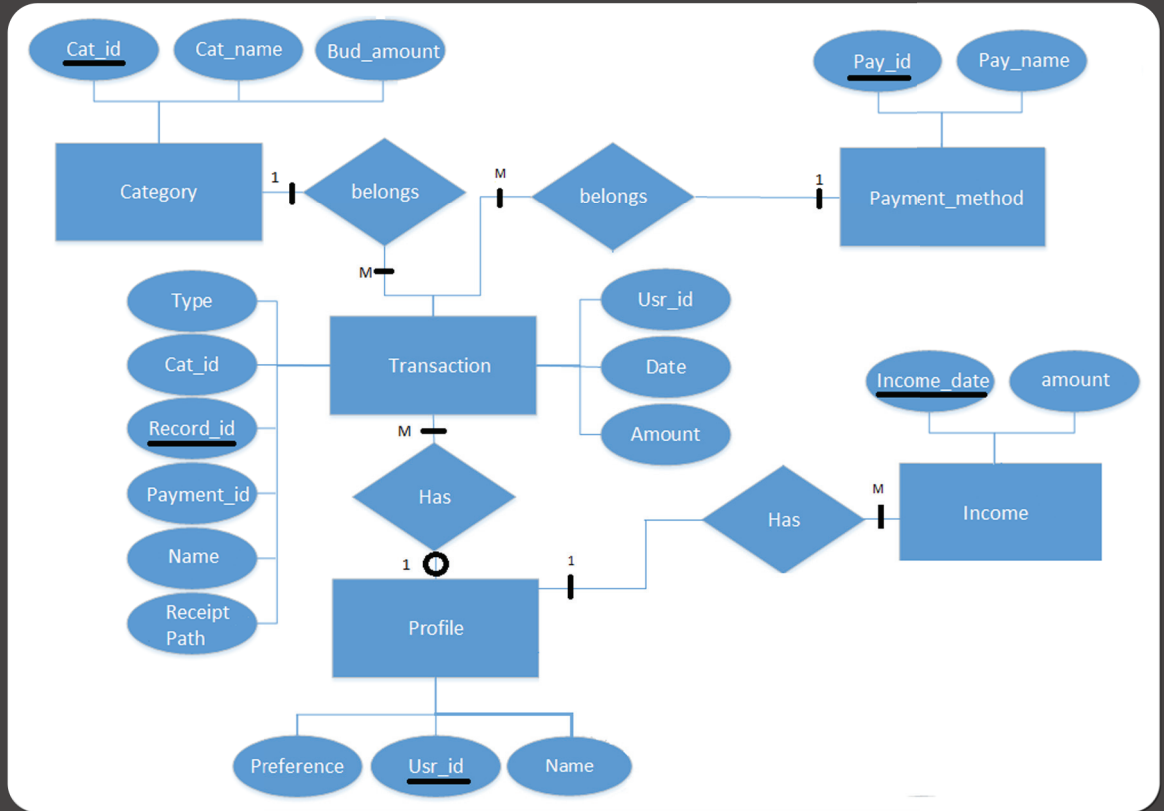 Cat_id
Cat_name
Bud_amount
Pay_id
Pay_name
Category
1
belongs
M
M
belongs
1
Payment_method
Type
Cat_id
Record_id
Payment_id
Name
Receipt
Path
Transaction
Usr_id
Date
Amount
Income_date
amount
M
Has
1
1
Has
M
Income
Profile
Preference
Usr_id
Name